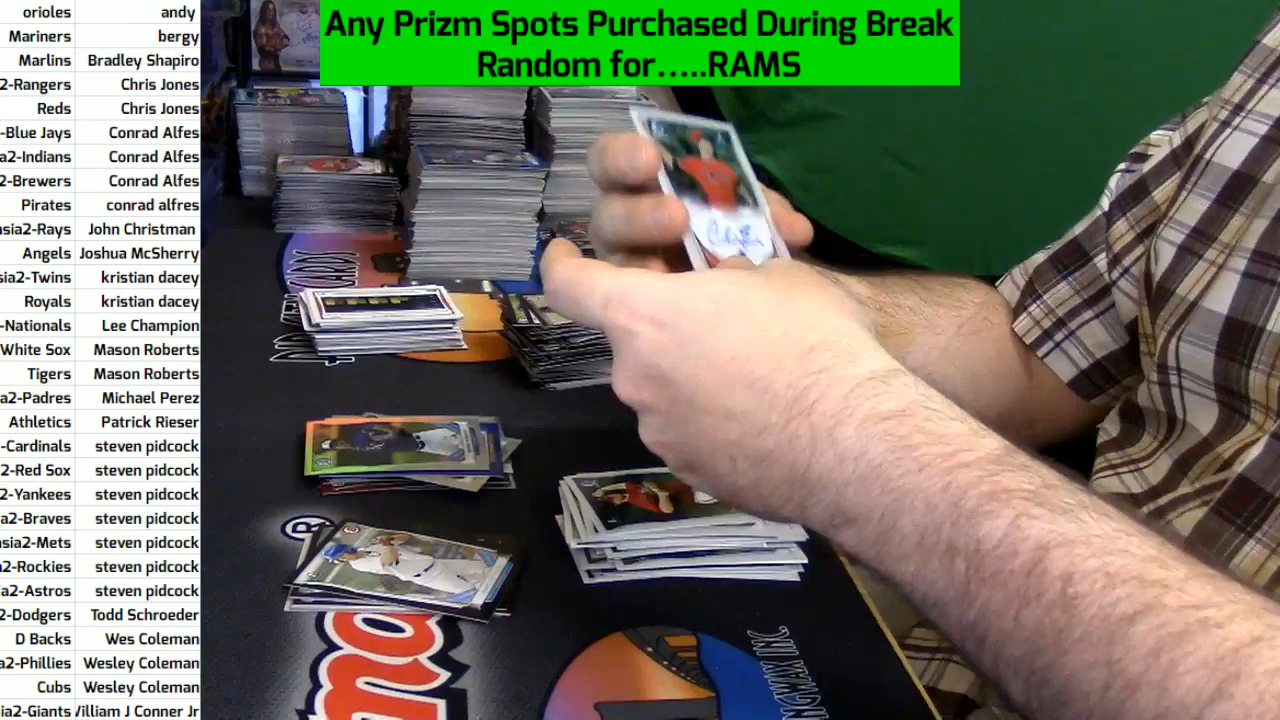 Any Prizm Spots Purchased During Break
Random for.....RAMS
orioles andy
Mariners bergy
Marlins Bradley Shapiro
2-Rangers Chris Jones
Reds Chris Jones
-Blue Jays Conrad Alfes
a2-Indians Conrad Alfes
2-Brewers Conrad Alfes
Pirates conrad alfres
asia2-Rays John Christman
Angels Joshua McSherry
sia2-Twins kristian dacey
Royals kristian dacey
-Nationals Lee Champion
White Sox Mason Roberts
Tigers Mason Roberts
a2-Padres Michael Perez
Athletics Patrick Rieser
-Cardinals steven pidcock
2-Red Sox steven pidcock
2-Yankees steven pidcock
a2-Braves steven pidcock
asia2-Mets steven pidcock
a2-Rockies steven pidcock
a2-Astros steven pidcock
2-Dodgers Todd Schroeder
D Backs Wes Coleman
a2-Phillies Wesley Coleman
Cubs Wesley Coleman
sia2-Giants J Conner Jr